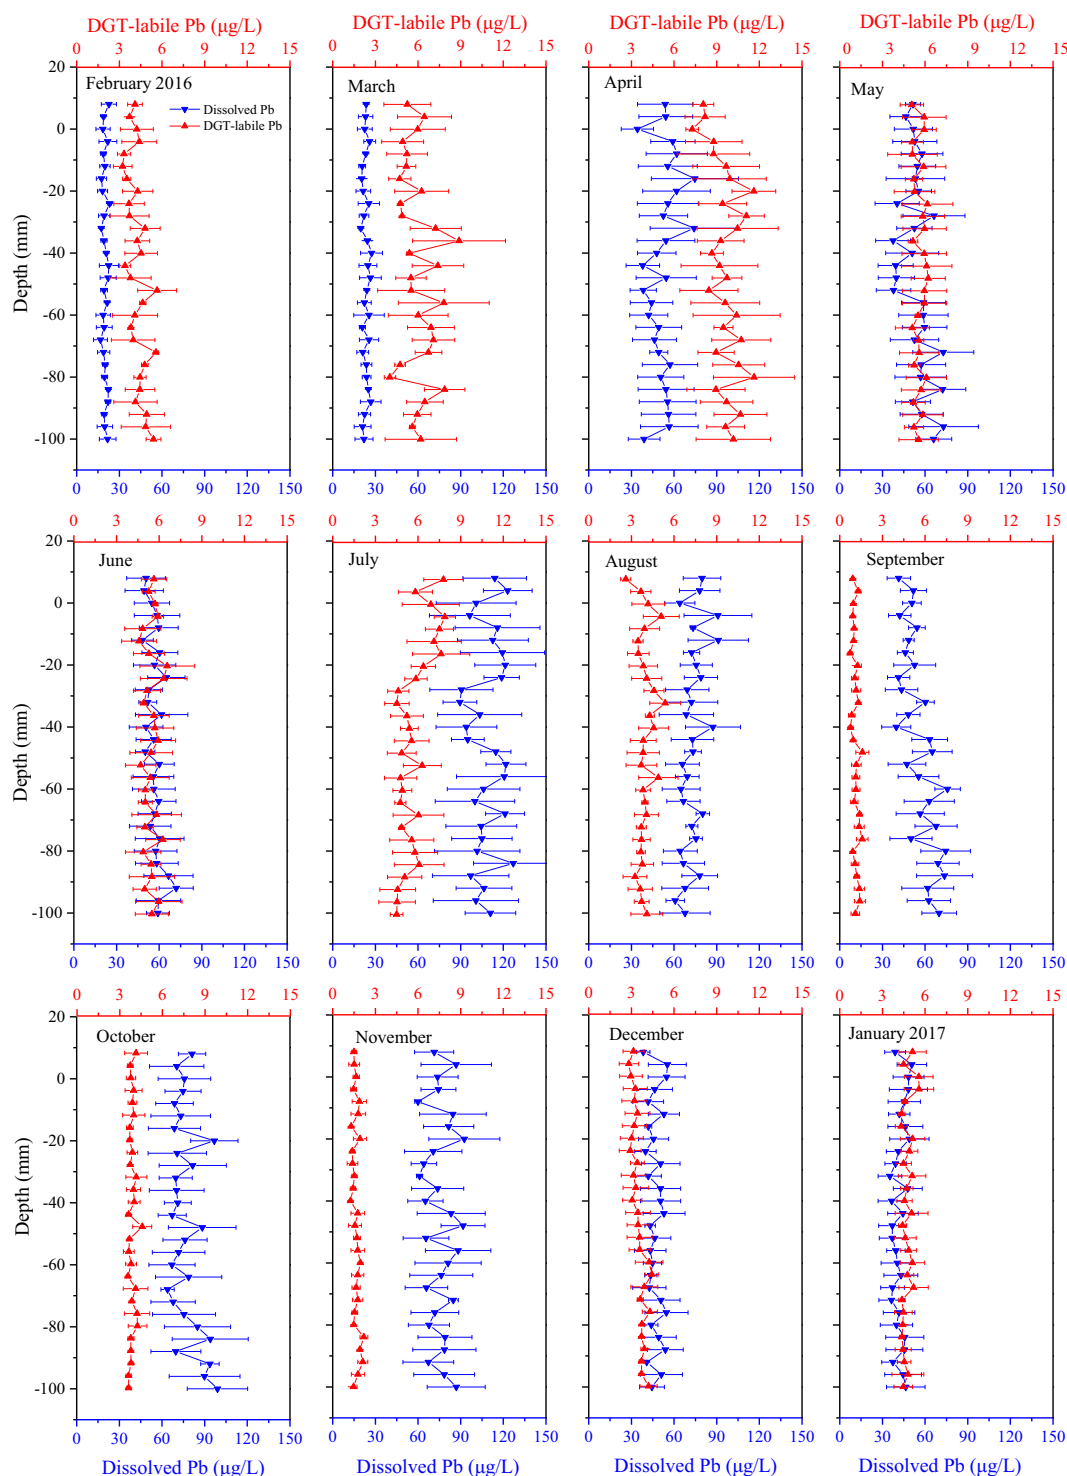 DGT-labile Pb (μg/L) DGT-labile Pb (μg/L) DGT-labile Pb (μg/L) DGT-labile Pb (μg/L)
0 3 6 9 12 15 0 3 6 9 12 15 0 3 6 9 12 15 0 3 6 9 12 15
20
February 2016 March April May
Dissolved Pb
DGT-labile Pb
0
-20
-40
-60
-80
-100
Depth (mm)
0 30 60 90 120 150 0 30 60 90 120 150 0 30 60 90 120 150 0 30 60 90 120 150
0 3 6 9 12 15 0 3 6 9 12 15 0 3 6 9 12 15 0 3 6 9 12 15
20
June July August September
0
-20
-40
-60
-80
-100
Depth (mm)
0 30 60 90 120 150 0 30 60 90 120 150 0 30 60 90 120 150 0 30 60 90 120 150
0 3 6 9 12 15 0 3 6 9 12 15 0 3 6 9 12 15 0 3 6 9 12 15
20
October November December January 2017
0
-20
-40
-60
-80
-100
Depth (mm)
0 30 60 90 120 150 0 30 60 90 120 150 0 30 60 90 120 150 0 30 60 90 120 150
Dissolved Pb (μg/L) Dissolved Pb (μg/L) Dissolved Pb (μg/L) Dissolved Pb (μg/L)